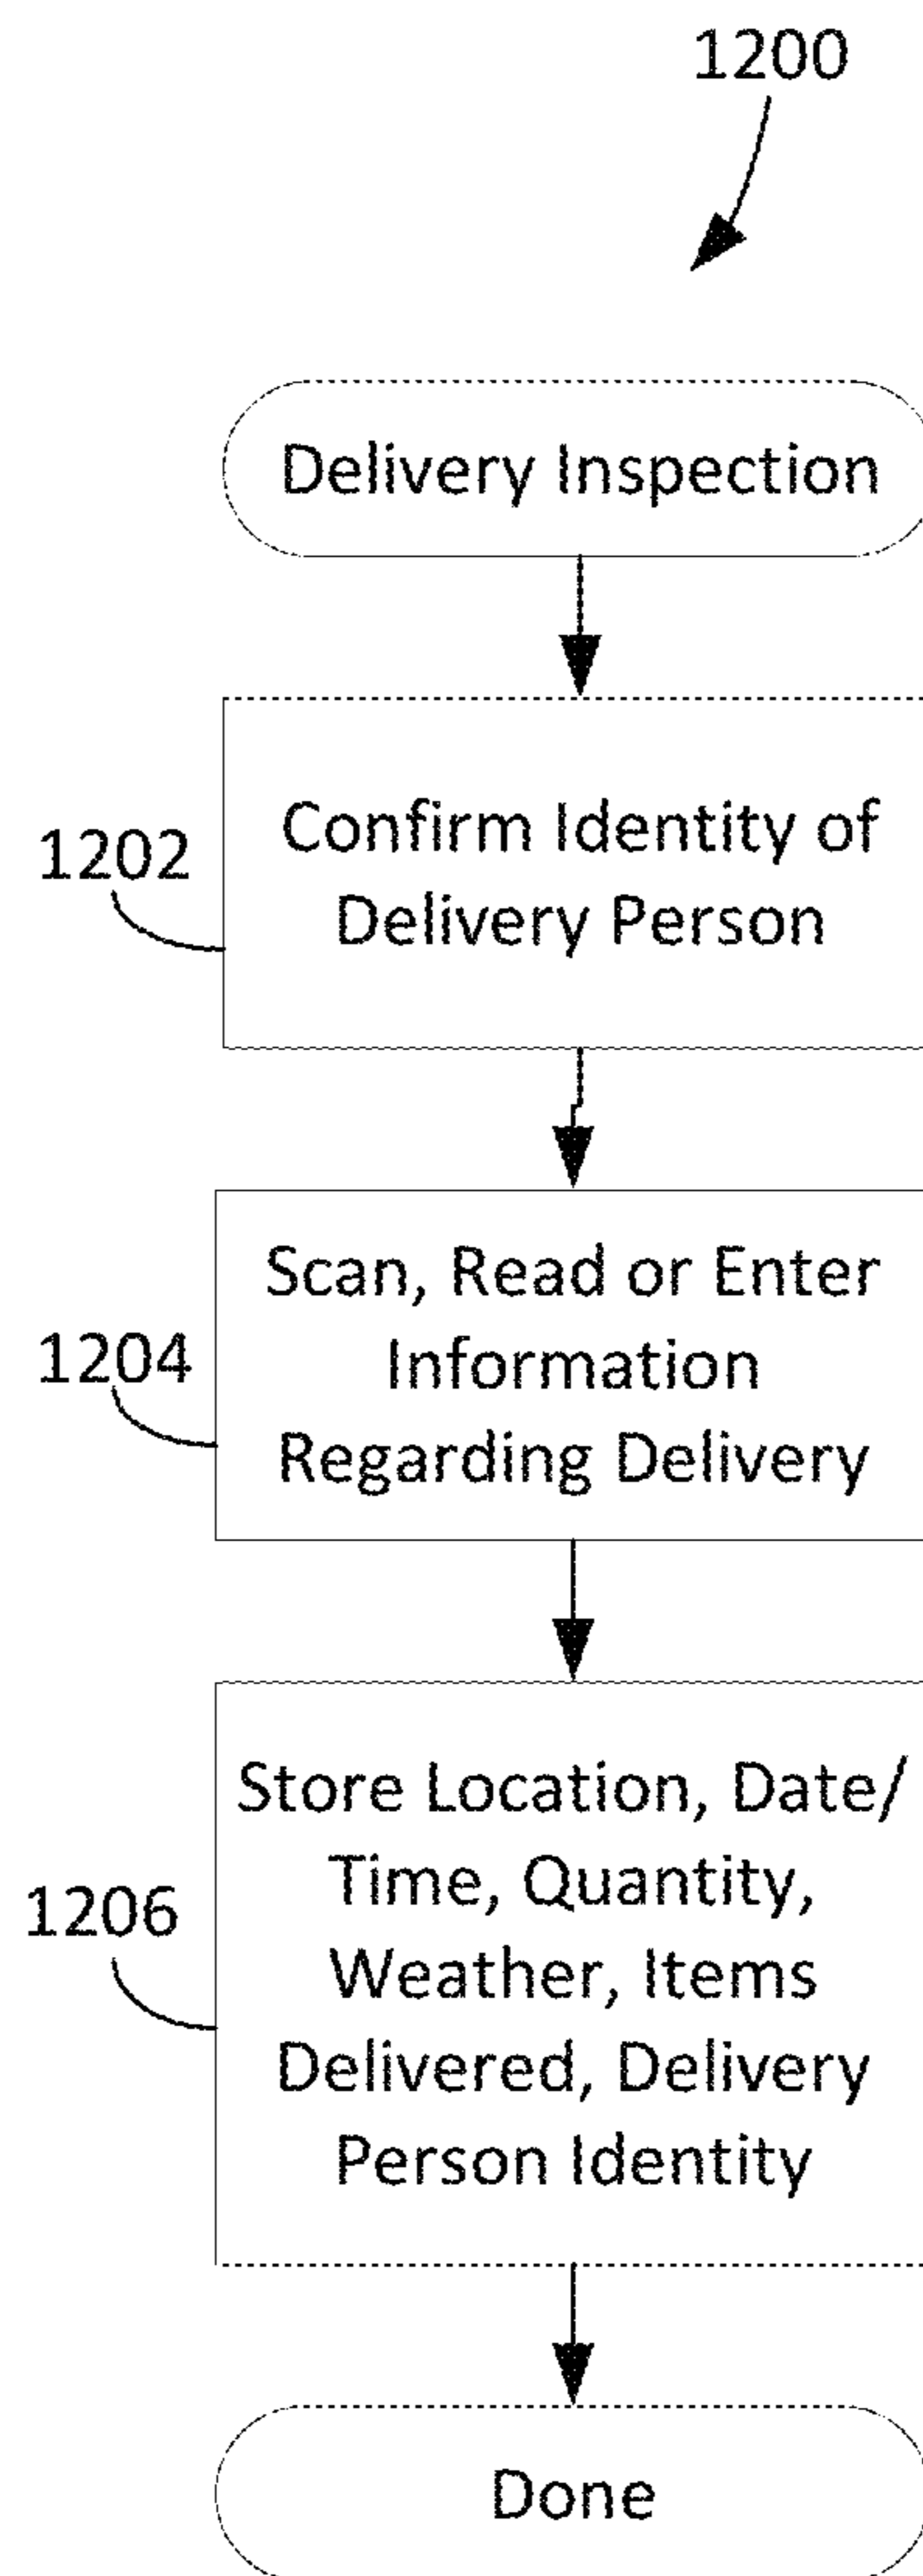 1200
Delivery Inspection
1202
Confirm Identity of
Delivery Person
1204
Scan, Read or Enter
Information
Regarding Delivery
1206
Store Location, Date/
Time, Quantity,
Weather, Items
Delivered, Delivery
Person Identity
Done